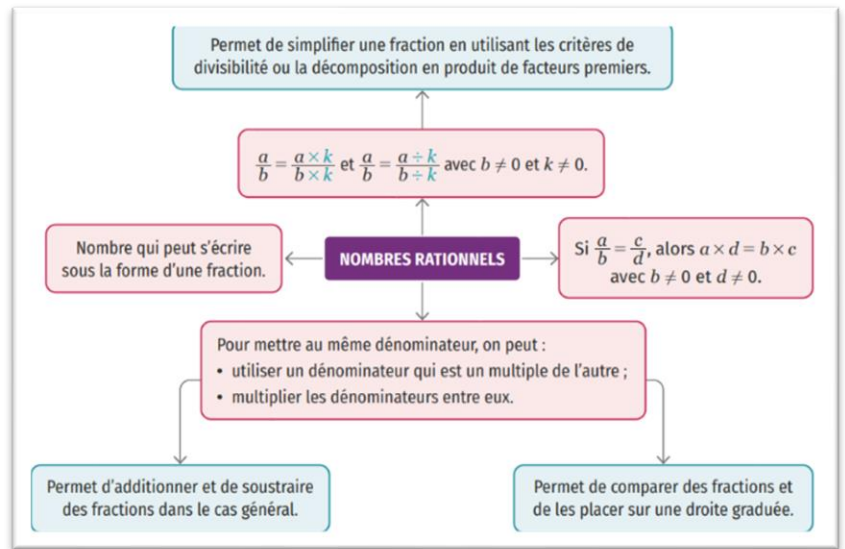 Permet de simplifier une fraction en utilisant les critères de
divisibilité ou la décomposition en produit de facteurs premiers.
a/b = a × k/b × k et a/b = a ÷ k/b ÷ k avec b ≠ 0 et k ≠ 0.
Nombre qui peut s’écrire
sous la forme d’une fraction.
NOMBRES RATIONNELS
Si a/b = c/d, alors a × d = b × c
avec b ≠ 0 et d ≠ 0.
Pour mettre au même dénominateur, on peut :
• utiliser un dénominateur qui est un multiple de l’autre ;
• multiplier les dénominateurs entre eux.
Permet d’additionner et de soustraire
des fractions dans le cas général.
Permet de comparer des fractions et
de les placer sur une droite graduée.